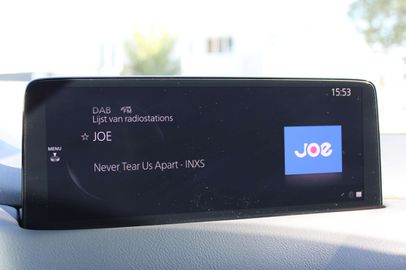 15:53
DAB
Lijst van radiostations
☆ JOE
MENU
Never Tear Us Apart - INXS
Joe